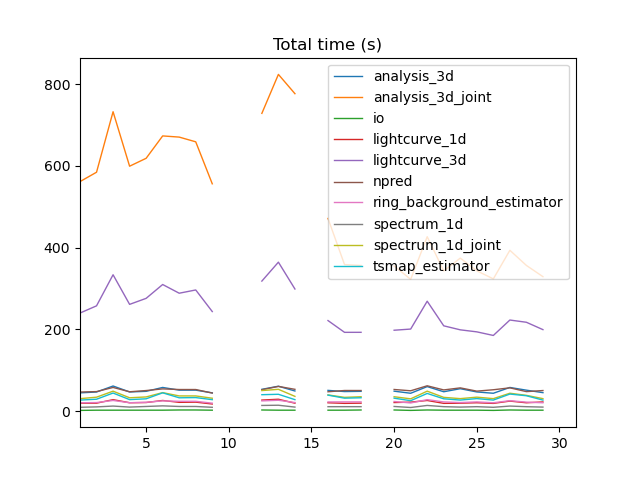 Total time (s)
800
600
400
200
0
5
10
15
20
25
30
analysis_3d
analysis_3d_joint
io
lightcurve_1d
lightcurve_3d
npred
ring_background_estimator
spectrum_1d
spectrum_1d_joint
tsmap_estimator